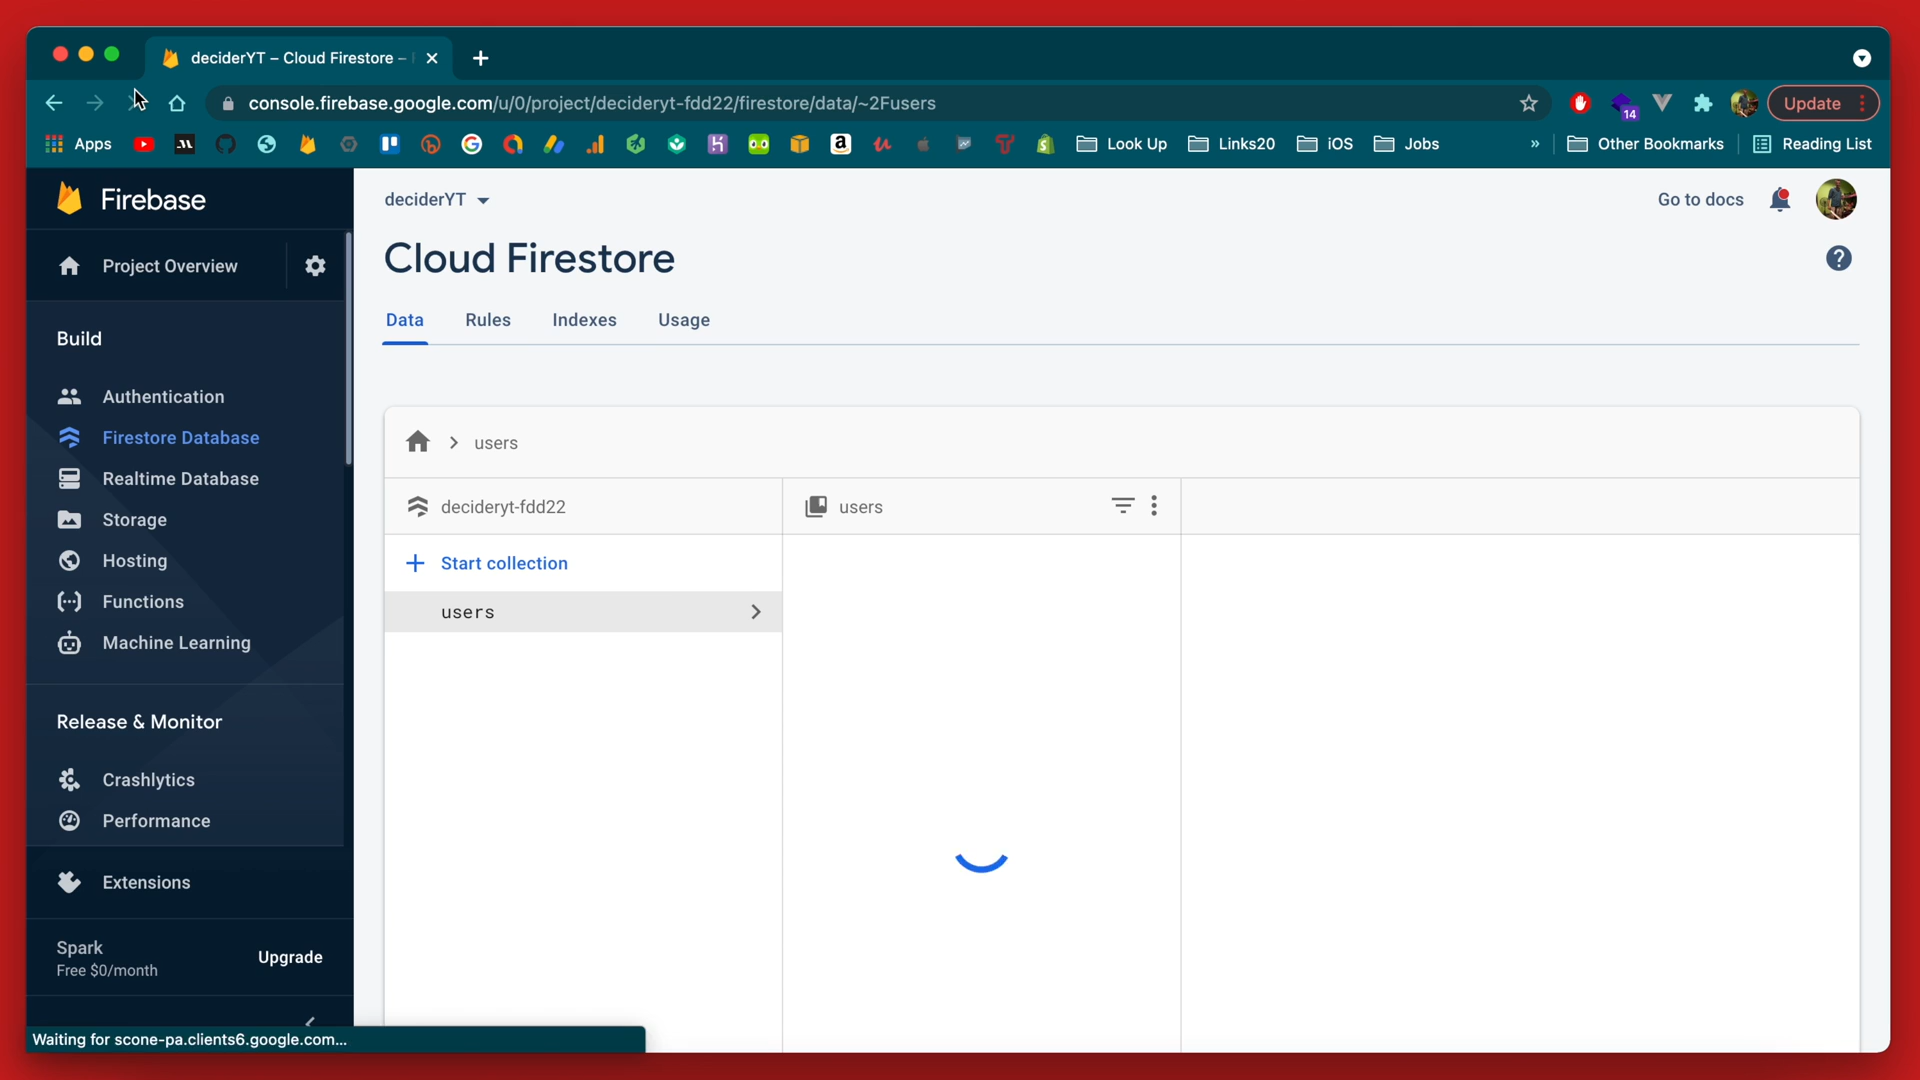 deciderYT – Cloud Firestore –
console.firebase.google.com/u/0/project/decideryt-fdd22/firestore/data/~2Fusers
Update
14
Apps
Look Up
Links20
iOS
Jobs
»
Other Bookmarks
Reading List
Firebase
deciderYT
Go to docs
Project Overview
Cloud Firestore
Data Rules Indexes Usage
Build
Authentication
Firestore Database
Realtime Database
Storage
Hosting
Functions
Machine Learning
Release & Monitor
Crashlytics
Performance
Extensions
Spark
Free $0/month
Upgrade
users
decideryt-fdd22
users
Start collection
users
Waiting for scone-pa.clients6.google.com...